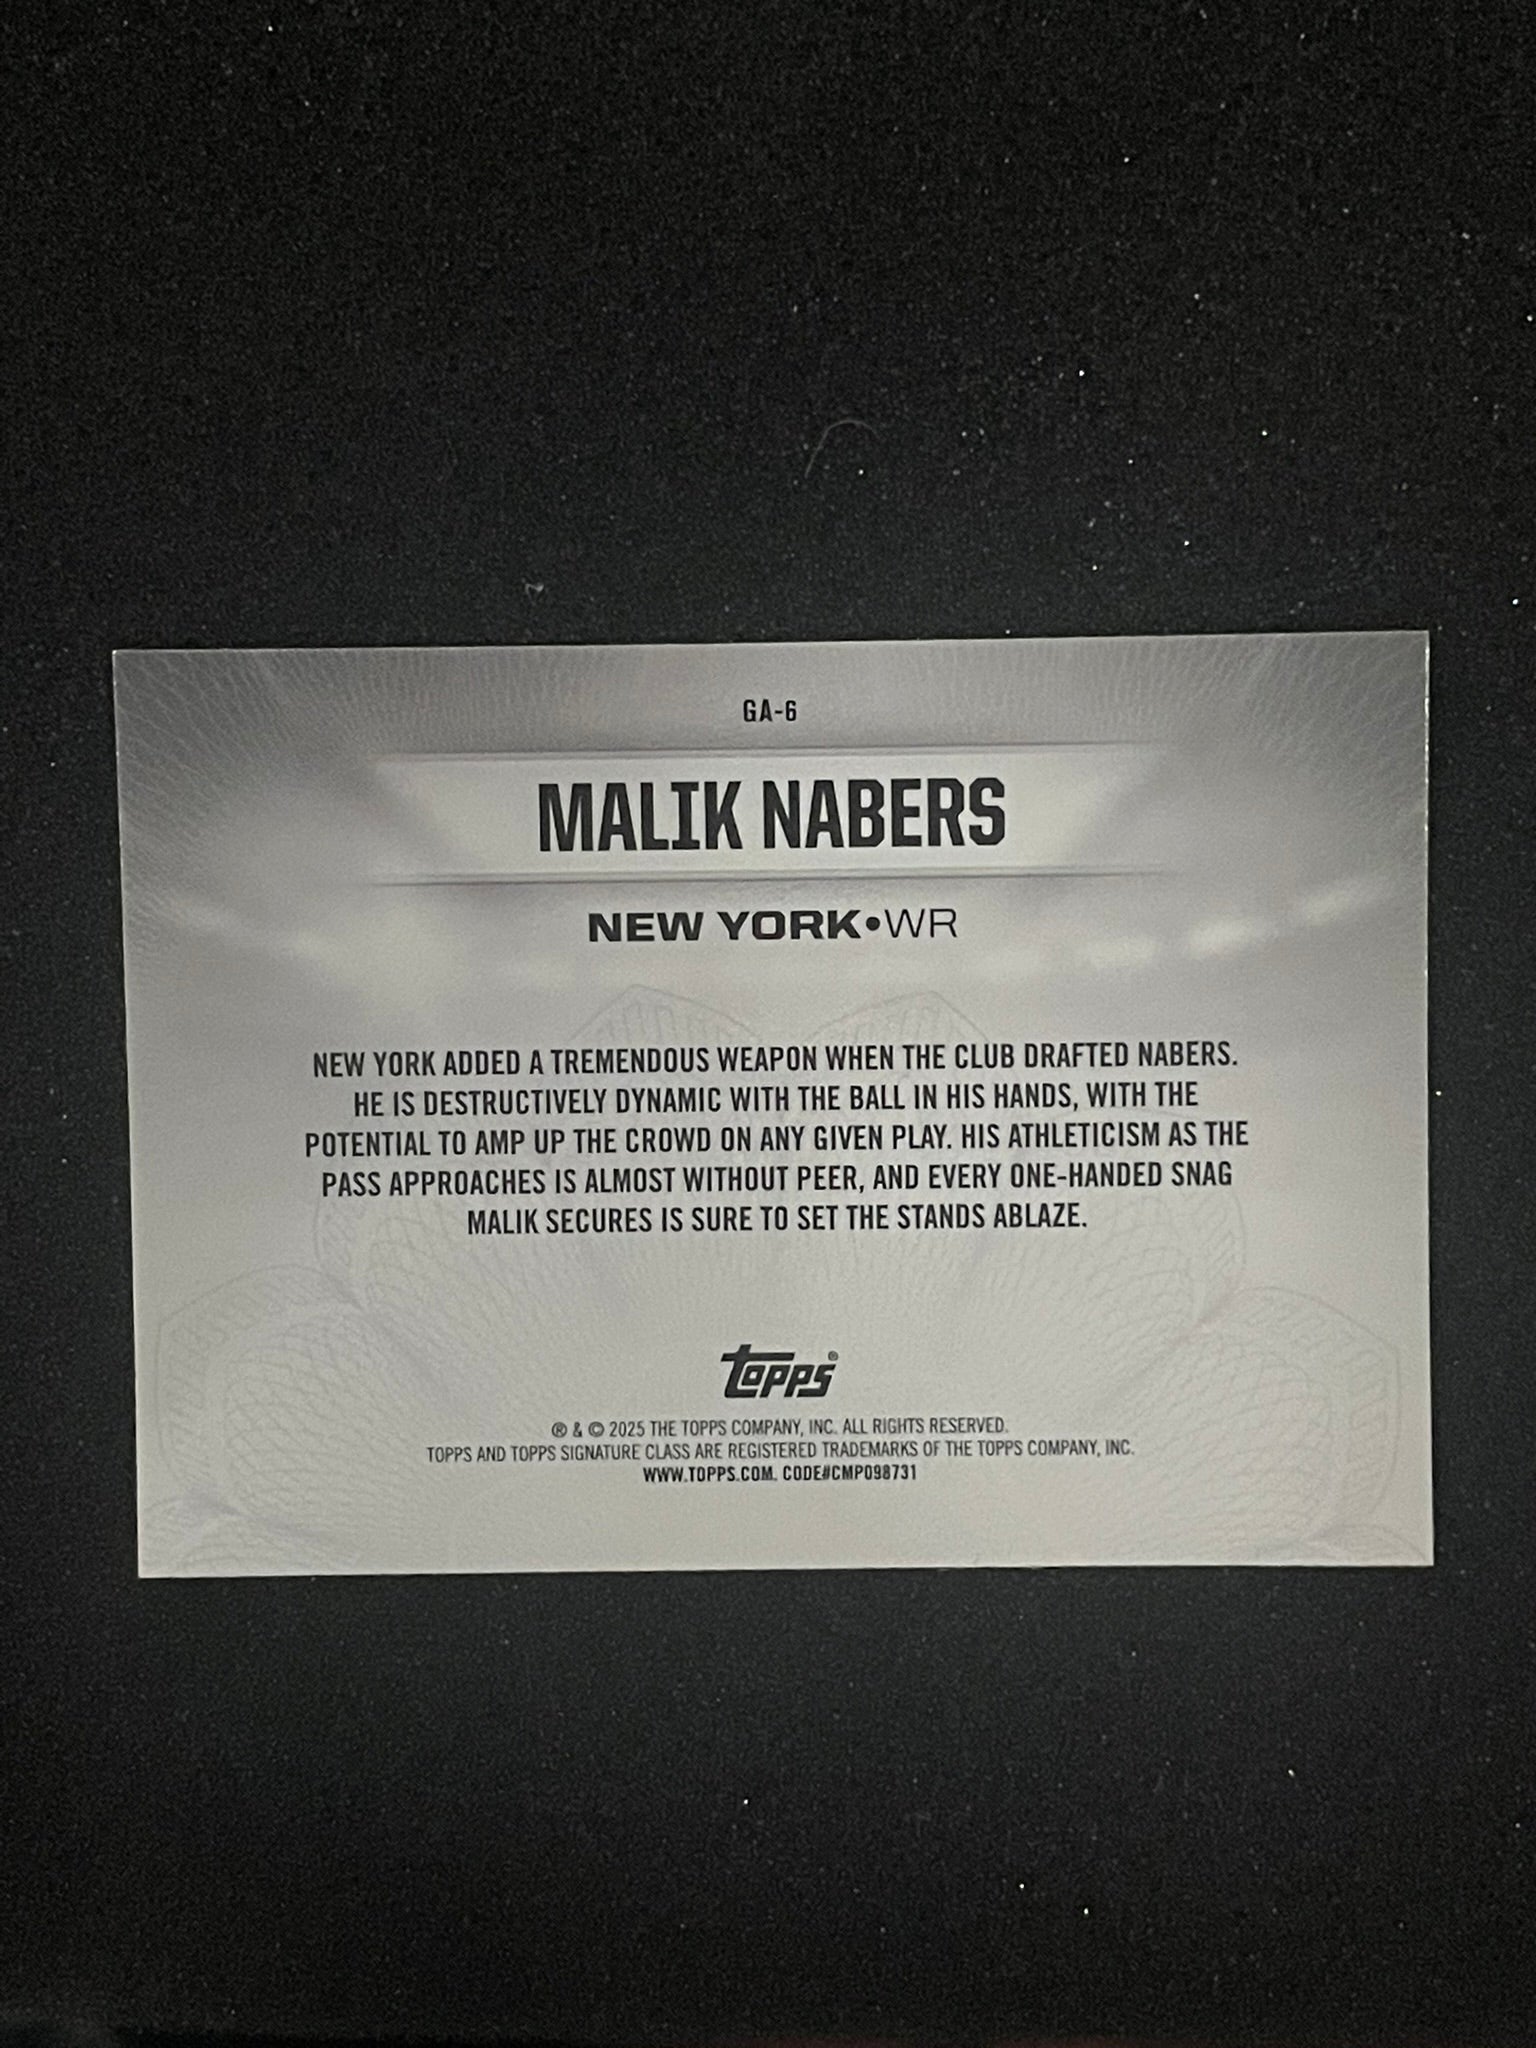 GA-6
MALIK NABERS
NEW YORK•WR
NEW YORK ADDED A TREMENDOUS WEAPON WHEN THE CLUB DRAFTED NABERS.
HE IS DESTRUCTIVELY DYNAMIC WITH THE BALL IN HIS HANDS, WITH THE
POTENTIAL TO AMP UP THE CROWD ON ANY GIVEN PLAY. HIS ATHLETICISM AS THE
PASS APPROACHES IS ALMOST WITHOUT PEER, AND EVERY ONE-HANDED SNAG
MALIK SECURES IS SURE TO SET THE STANDS ABLAZE.
topps®
® & © 2025 THE TOPPS COMPANY, INC. ALL RIGHTS RESERVED.
TOPPS AND TOPPS SIGNATURE CLASS ARE REGISTERED TRADEMARKS OF THE TOPPS COMPANY, INC.
WWW.TOPPS.COM. CODE#CMP098731